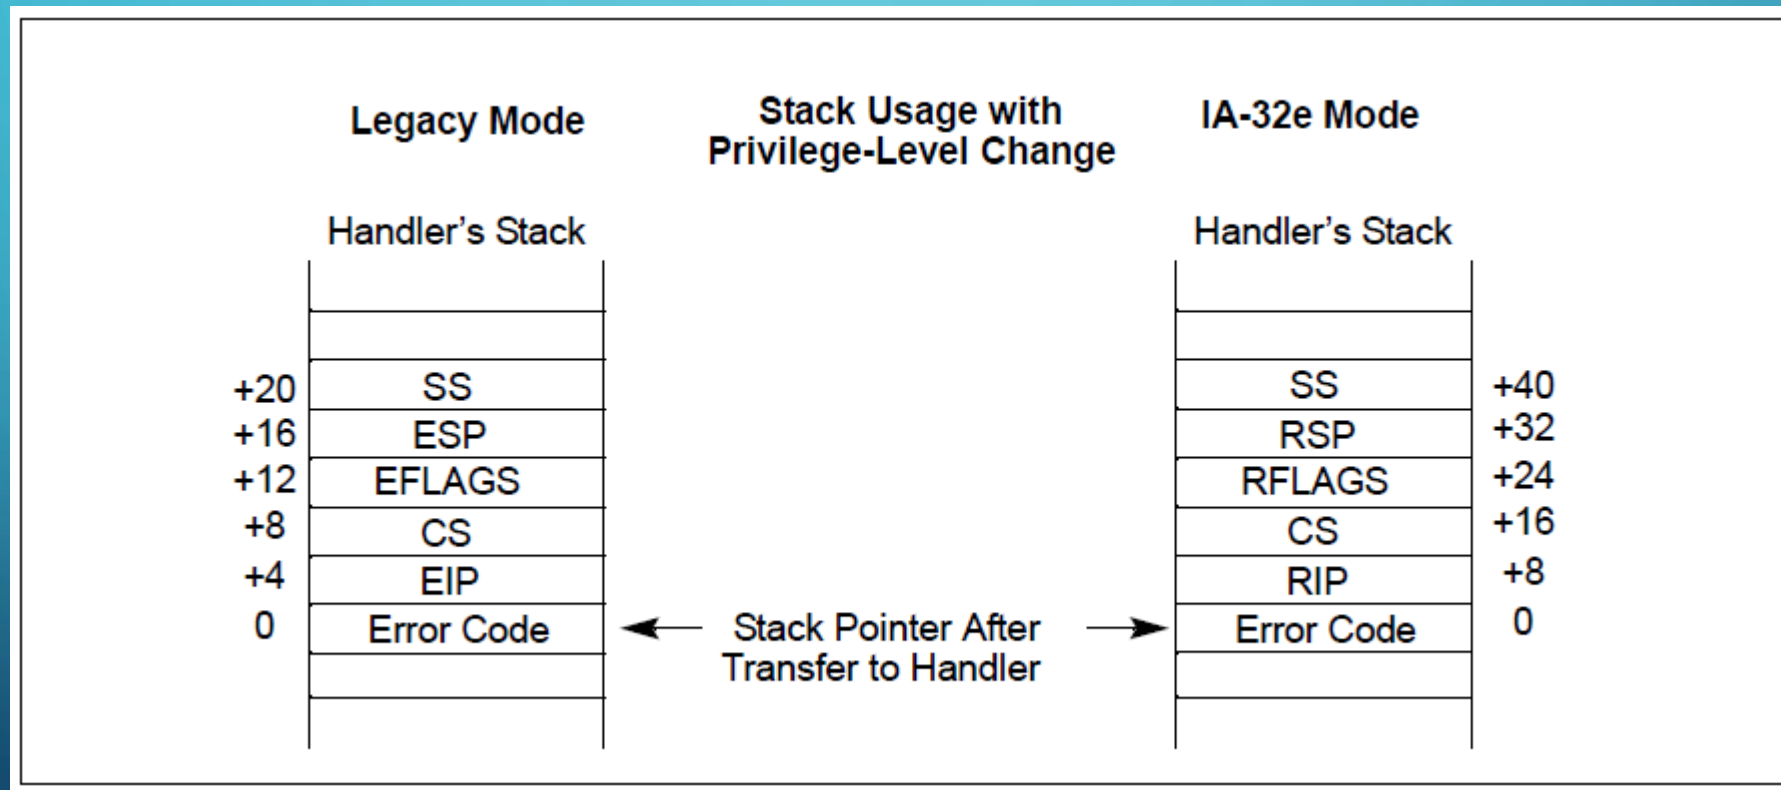 Legacy Mode
Stack Usage with
Privilege-Level Change
IA-32e Mode
Handler's Stack
Handler's Stack
+20 SS
+16 ESP
+12 EFLAGS
+8 CS
+4 EIP
0 Error Code
SS +40
RSP +32
RFLAGS +24
CS +16
RIP +8
Error Code 0
Stack Pointer After
Transfer to Handler